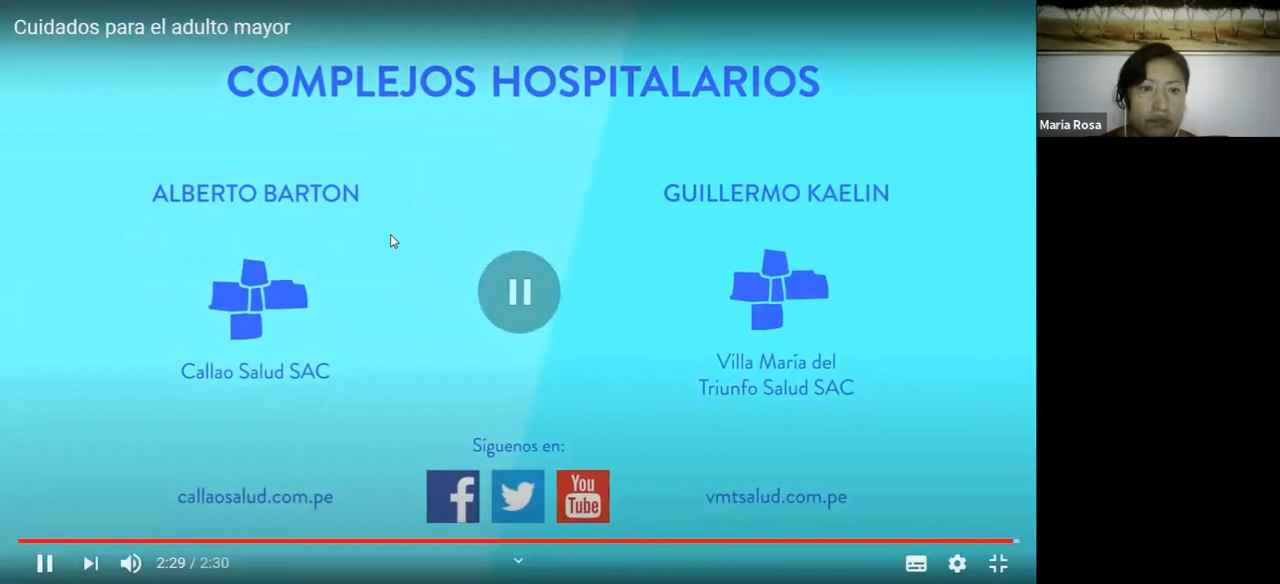 Cuidados para el adulto mayor
COMPLEJOS HOSPITALARIOS
ALBERTO BARTON
GUILLERMO KAELIN
Callao Salud SAC
Villa María del
Triunfo Salud SAC
Síguenos en:
callaosalud.com.pe
f
You
Tube
vmtsalud.com.pe
2:29 / 2:30
Maria Rosa